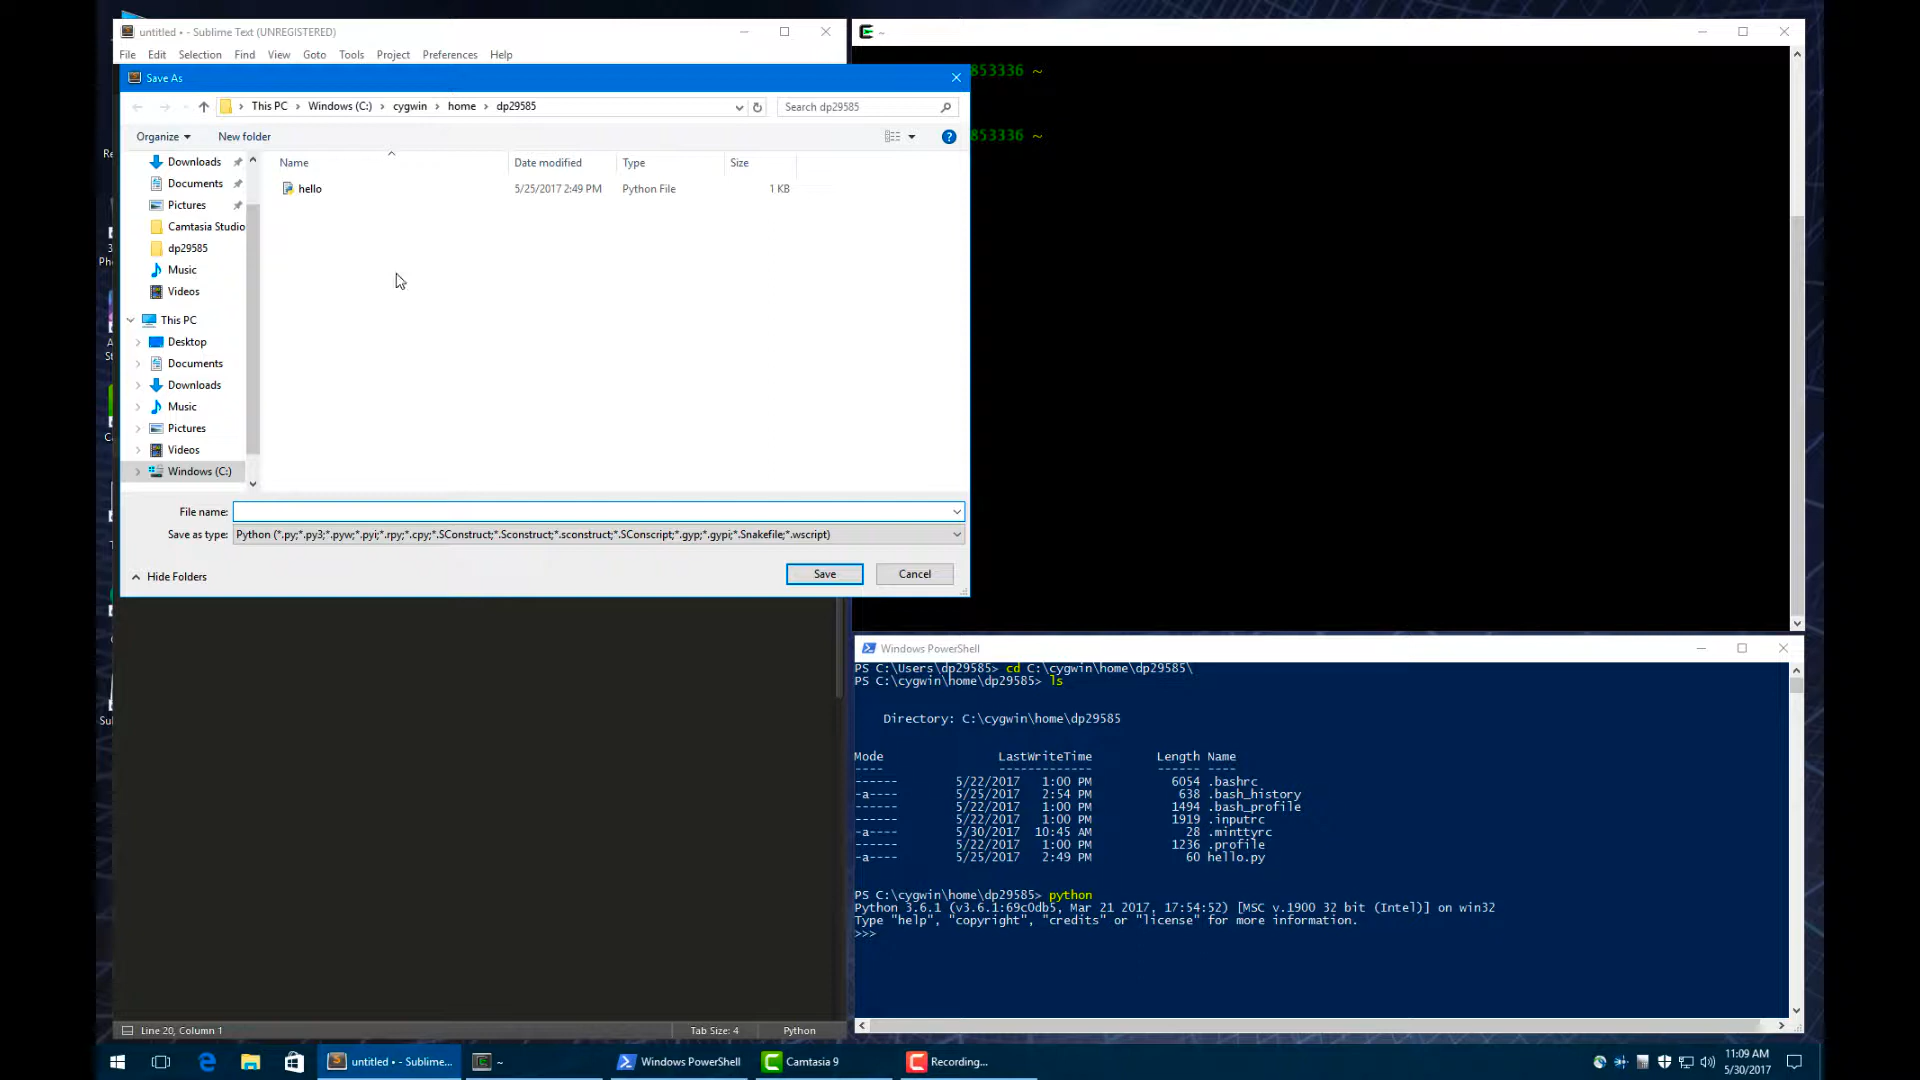 untitled • - Sublime Text (UNREGISTERED)
File Edit Selection Find View Goto Tools Project Preferences Help
Save As
This PC > Windows (C:) > cygwin > home > dp29585
Search dp29585
Organize
New folder
Downloads
Documents
Pictures
Camtasia Studio
dp29585
Music
Videos
This PC
Desktop
Documents
Downloads
Music
Pictures
Videos
Windows (C:)
Name Date modified Type Size
hello 5/25/2017 2:49 PM Python File 1 KB
File name:
Save as type: Python (*.py;*.py3;*.pyw;*.pyi;*.rpy;*.cpy;*.SConstruct;*.Sconstruct;*.sconstruct;*.SConscript;*.gyp;*.gypi;*.Snakefile;*.wscript)
Hide Folders
Save
Cancel
Line 20, Column 1
Tab Size: 4
Python
~
853336 ~
853336 ~
Windows PowerShell
PS C:\Users\dp29585> cd C:\cygwin\home\dp29585\
PS C:\cygwin\home\dp29585> ls
Directory: C:\cygwin\home\dp29585
Mode LastWriteTime Length Name
---- ------------- ------ ----
------ 5/22/2017 1:00 PM 6054 .bashrc
-a---- 5/25/2017 2:54 PM 638 .bash_history
------ 5/22/2017 1:00 PM 1494 .bash_profile
------ 5/22/2017 1:00 PM 1919 .inputrc
-a---- 5/30/2017 10:45 AM 28 .minttyrc
------ 5/22/2017 1:00 PM 1236 .profile
-a---- 5/25/2017 2:49 PM 60 hello.py
PS C:\cygwin\home\dp29585> python
Python 3.6.1 (v3.6.1:69c0db5, Mar 21 2017, 17:54:52) [MSC v.1900 32 bit (Intel)] on win32
Type "help", "copyright", "credits" or "license" for more information.
>>>
untitled • - Sublime...
~
Windows PowerShell
Camtasia 9
Recording...
11:09 AM
5/30/2017